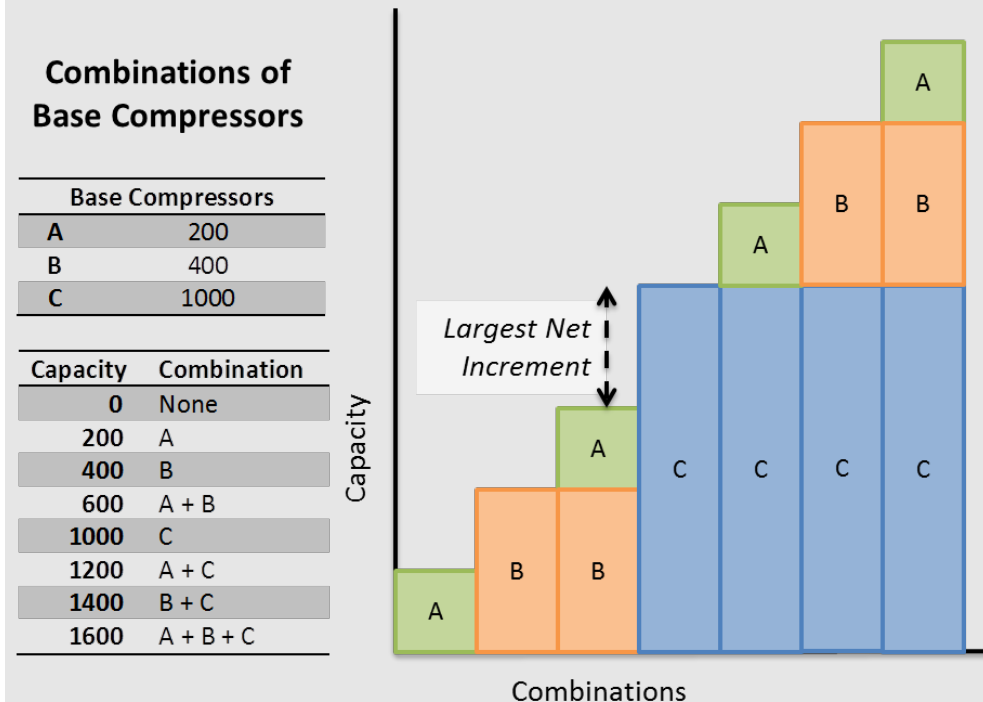 Combinations of
Base Compressors
Base Compressors
A 200
B 400
C 1000
Capacity Combination
0 None
200 A
400 B
600 A + B
1000 C
1200 A + C
1400 B + C
1600 A + B + C
Capacity
Largest Net
Increment
A
B
B
A
C
C
A
C
B
C
B
A
Combinations